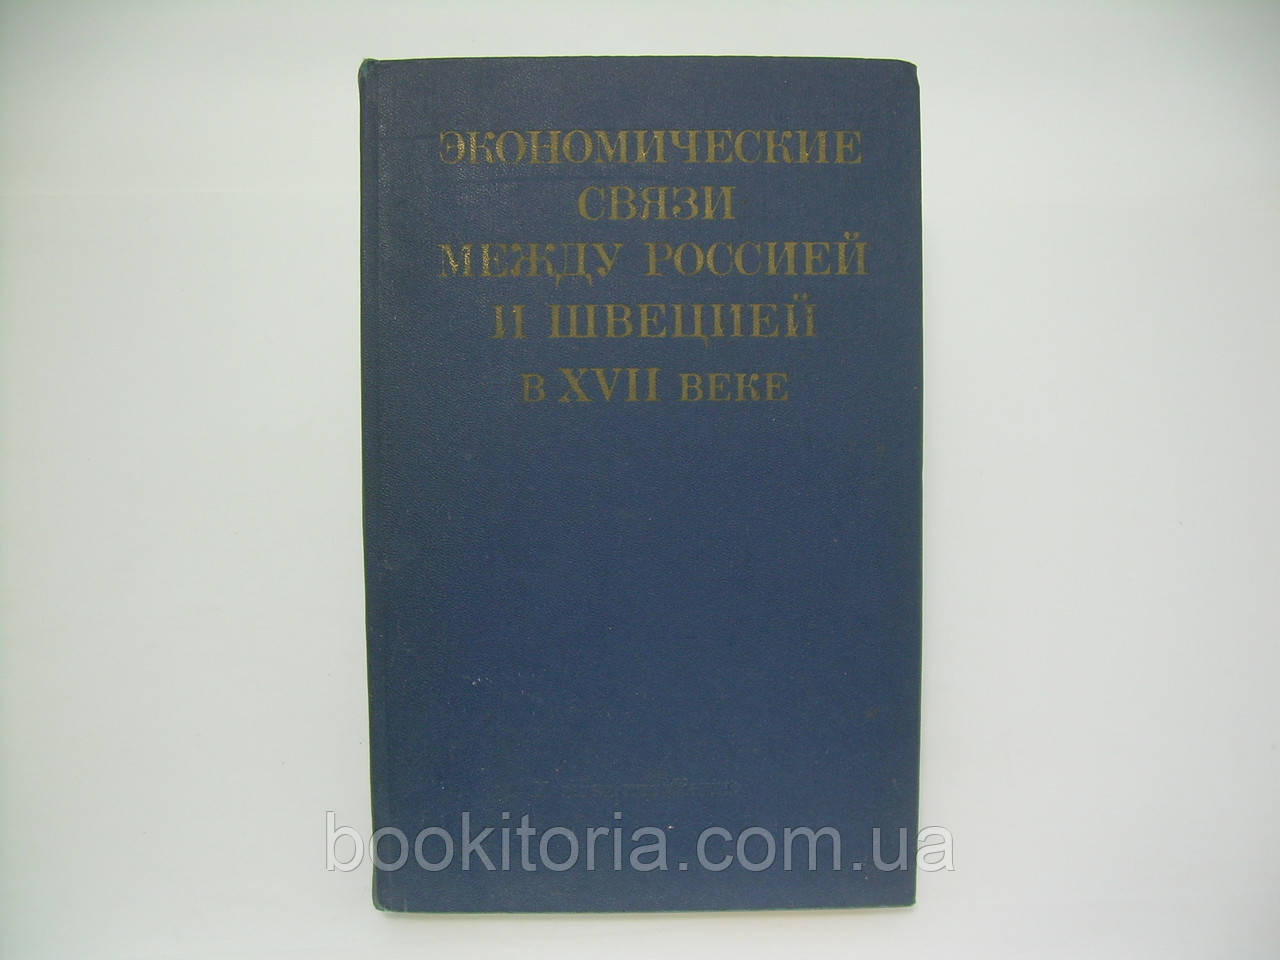 ЭКОНОМИЧЕСКИЕ
СВЯЗИ
МЕЖДУ РОССИЕЙ
И ШВЕЦИЕЙ
В XVII ВЕКЕ
bookitoria.com.ua